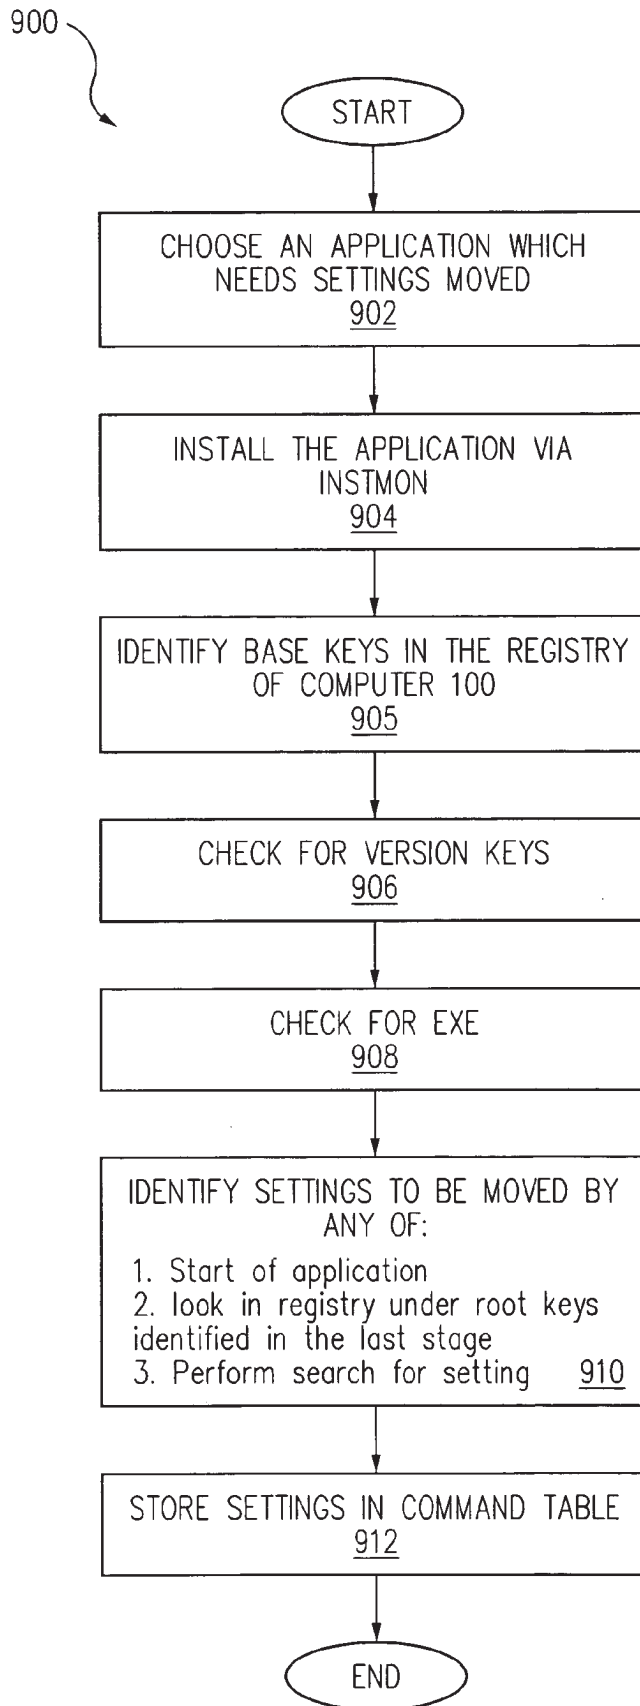 900
START
CHOOSE AN APPLICATION WHICH
NEEDS SETTINGS MOVED
902
INSTALL THE APPLICATION VIA
INSTMON
904
IDENTIFY BASE KEYS IN THE REGISTRY
OF COMPUTER 100
905
CHECK FOR VERSION KEYS
906
CHECK FOR EXE
908
IDENTIFY SETTINGS TO BE MOVED BY
ANY OF:
1. Start of application
2. look in registry under root keys
identified in the last stage
3. Perform search for setting 910
STORE SETTINGS IN COMMAND TABLE
912
END